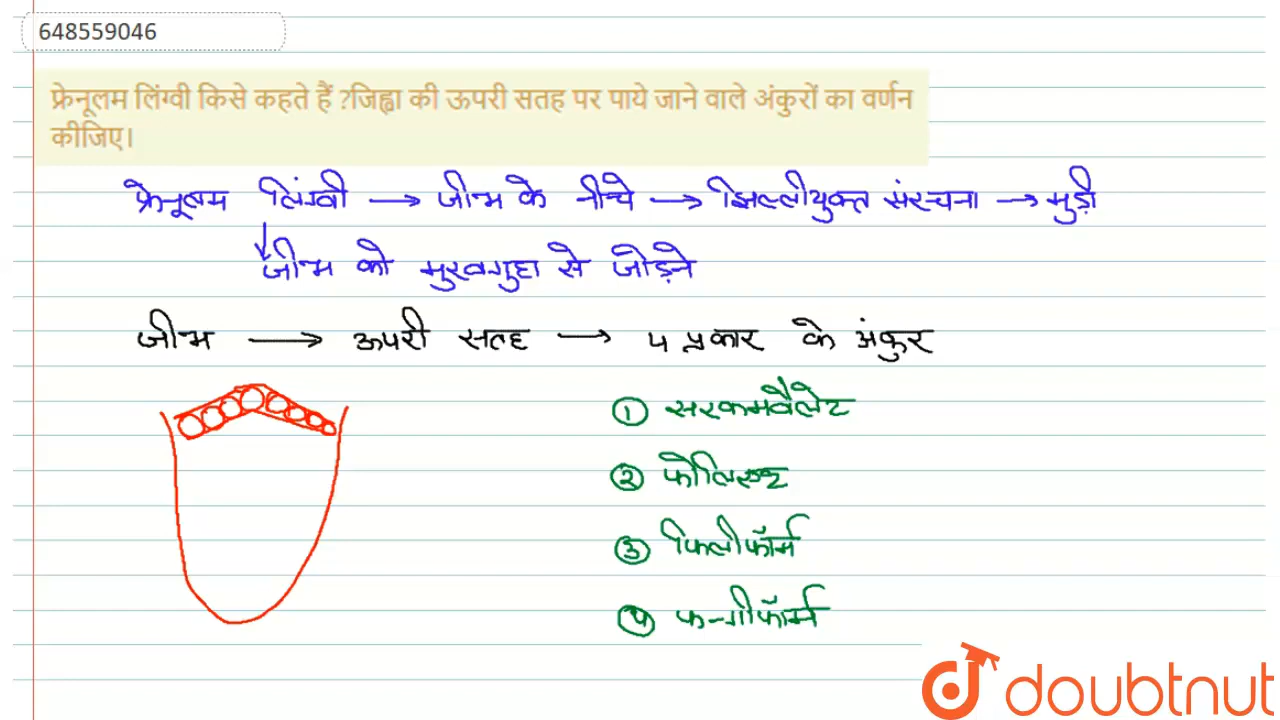 648559046
फ्रेनूलम लिंग्वी किसे कहते हैं ?जिह्वा की ऊपरी सतह पर पाये जाने वाले अंकुरों का वर्णन
कीजिए।
फ्रेनूलम लिंग्वी → जीभ के नीचे → झिल्लीयुक्त संरचना → मुड़ी
↓ जीभ को मुखगुहा से जोड़ने
जीभ → ऊपरी सतह → 4 प्रकार के अंकुर
① सरकमवैलेट
② फोलिएट
③ फिलीफॉर्म
④ फन्गीफॉर्म
doubtnut